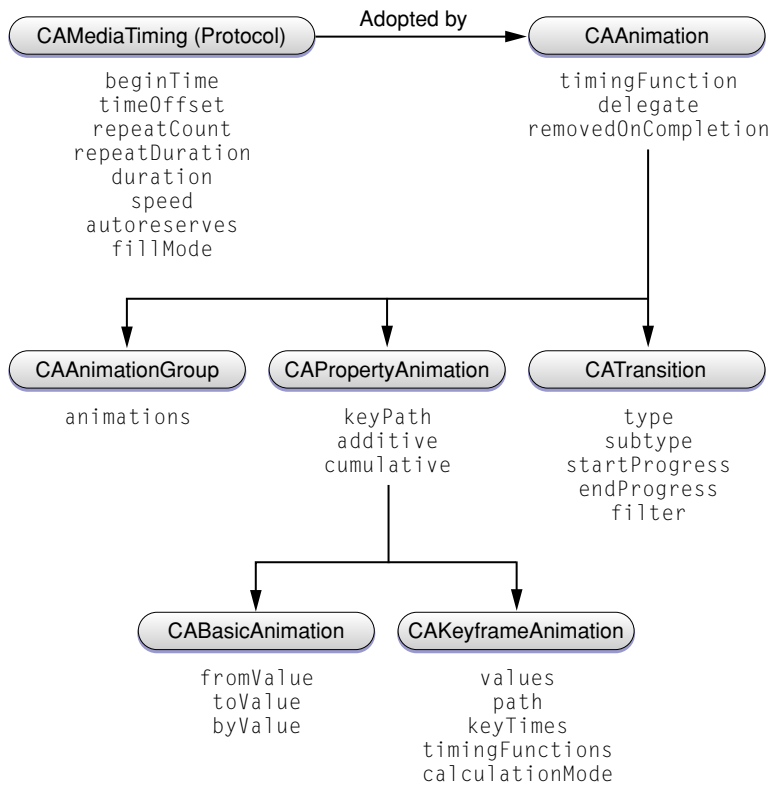 CAMediaTiming (Protocol)
Adopted by
CAAnimation
beginTime
timeOffset
repeatCount
repeatDuration
duration
speed
autoreserves
fillMode
timingFunction
delegate
removedOnCompletion
CAAnimationGroup
animations
CAPropertyAnimation
keyPath
additive
cumulative
CATransition
type
subtype
startProgress
endProgress
filter
CABasicAnimation
fromValue
toValue
byValue
CAKeyframeAnimation
values
path
keyTimes
timingFunctions
calculationMode